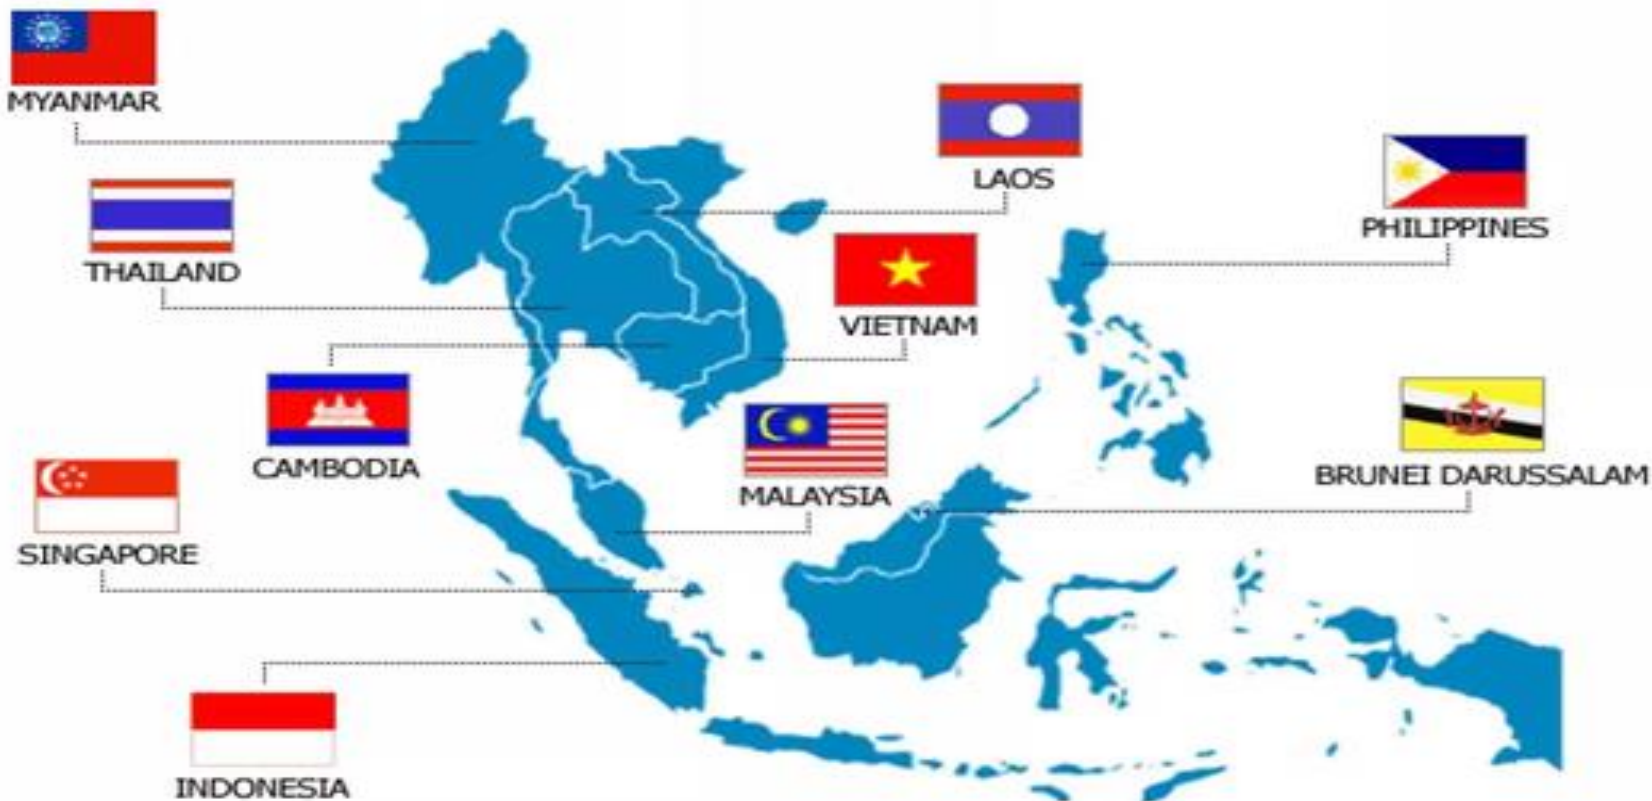 MYANMAR
LAOS
PHILIPPINES
THAILAND
VIETNAM
CAMBODIA
MALAYSIA
BRUNEI DARUSSALAM
SINGAPORE
INDONESIA